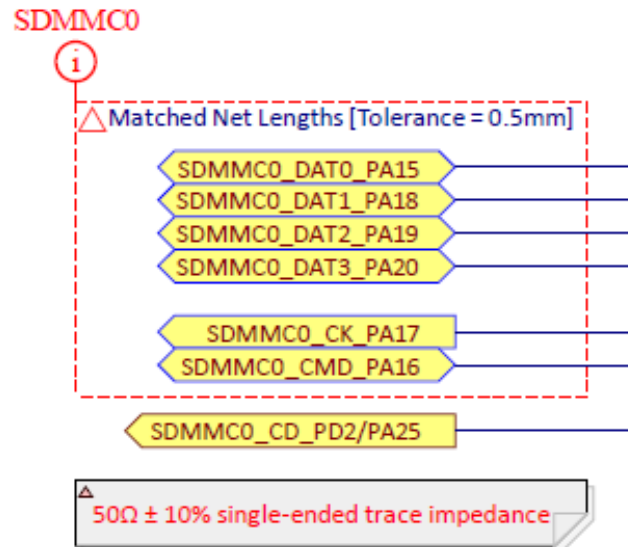 SDMMC0
i
Matched Net Lengths [Tolerance = 0.5mm]
SDMMC0_DAT0_PA15
SDMMC0_DAT1_PA18
SDMMC0_DAT2_PA19
SDMMC0_DAT3_PA20
SDMMC0_CK_PA17
SDMMC0_CMD_PA16
SDMMC0_CD_PD2/PA25
50Ω ± 10% single-ended trace impedance